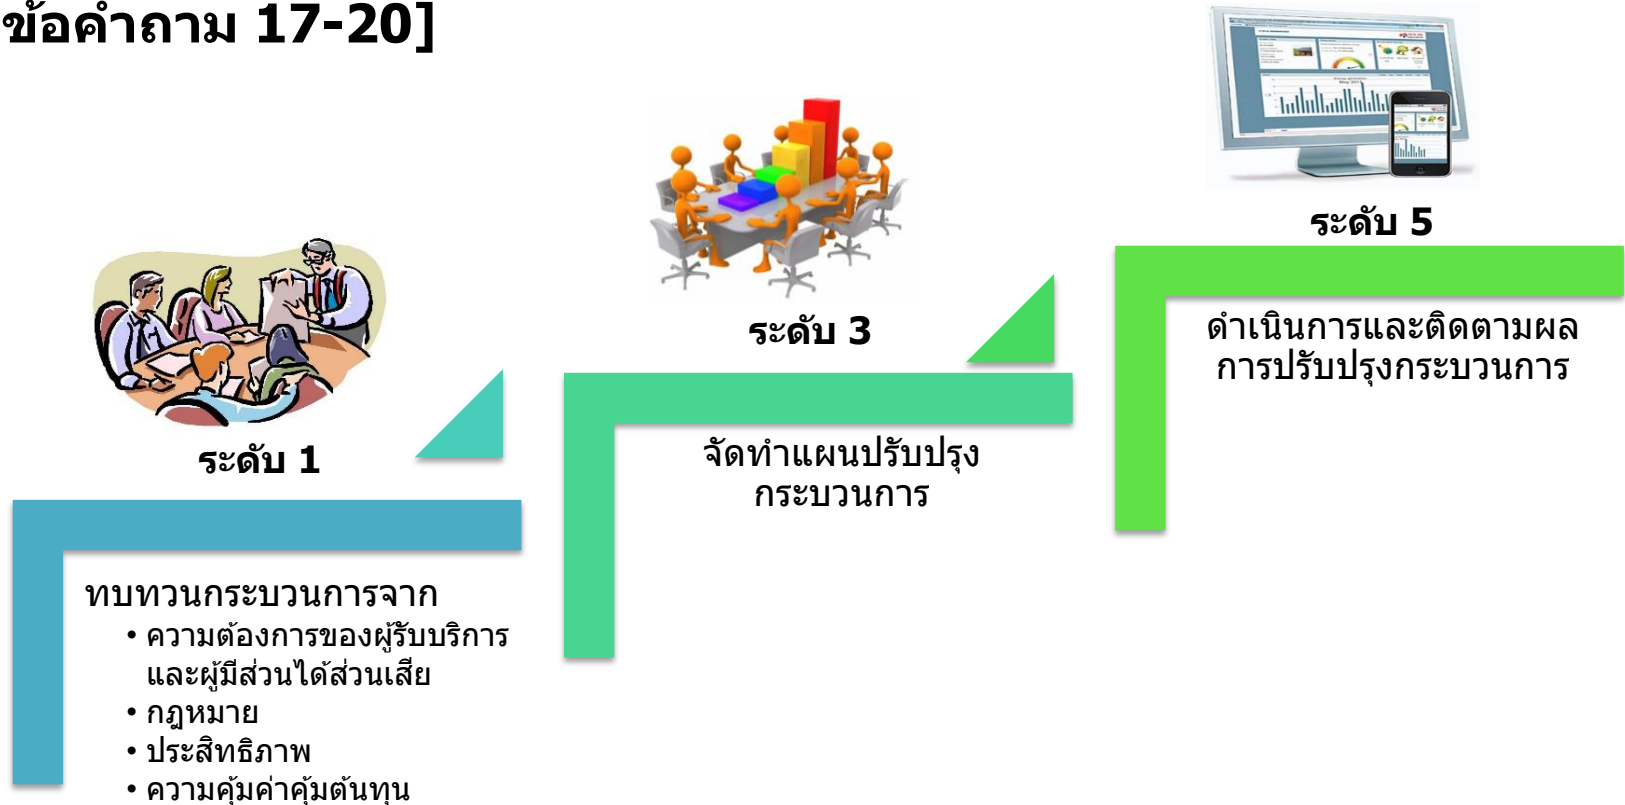 ข้อคำถาม 17-20]
ระดับ 5
ดำเนินการและติดตามผล
การปรับปรุงกระบวนการ
ระดับ 3
จัดทำแผนปรับปรุง
กระบวนการ
ระดับ 1
ทบทวนกระบวนการจาก
• ความต้องการของผู้รับบริการ
และผู้มีส่วนได้ส่วนเสีย
• กฎหมาย
• ประสิทธิภาพ
• ความคุ้มค่าคุ้มต้นทุน